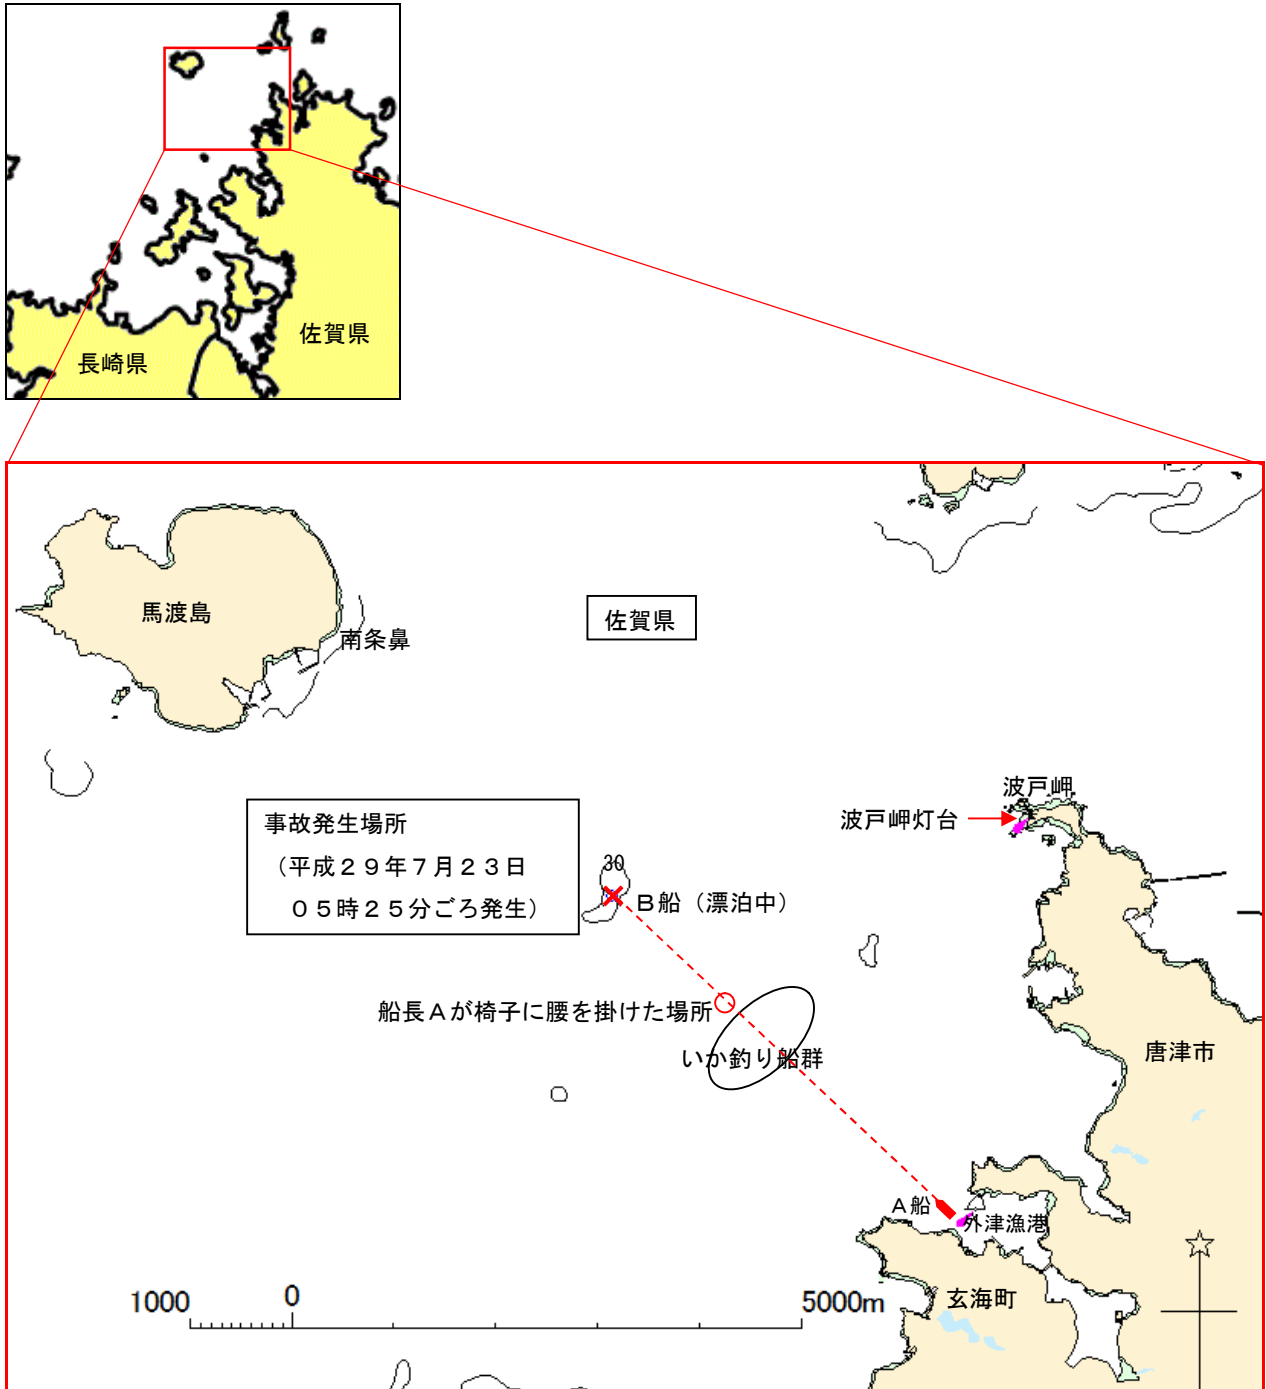 佐賀県
長崎県
馬渡島
佐賀県
南条鼻
波戸岬
波戸岬灯台
事故発生場所
（平成２９年７月２３日
０５時２５分ごろ発生）
30
Ｂ船（漂泊中）
船長Ａが椅子に腰を掛けた場所
いか釣り船群
唐津市
Ａ船
外津漁港
玄海町
1000 0 5000m